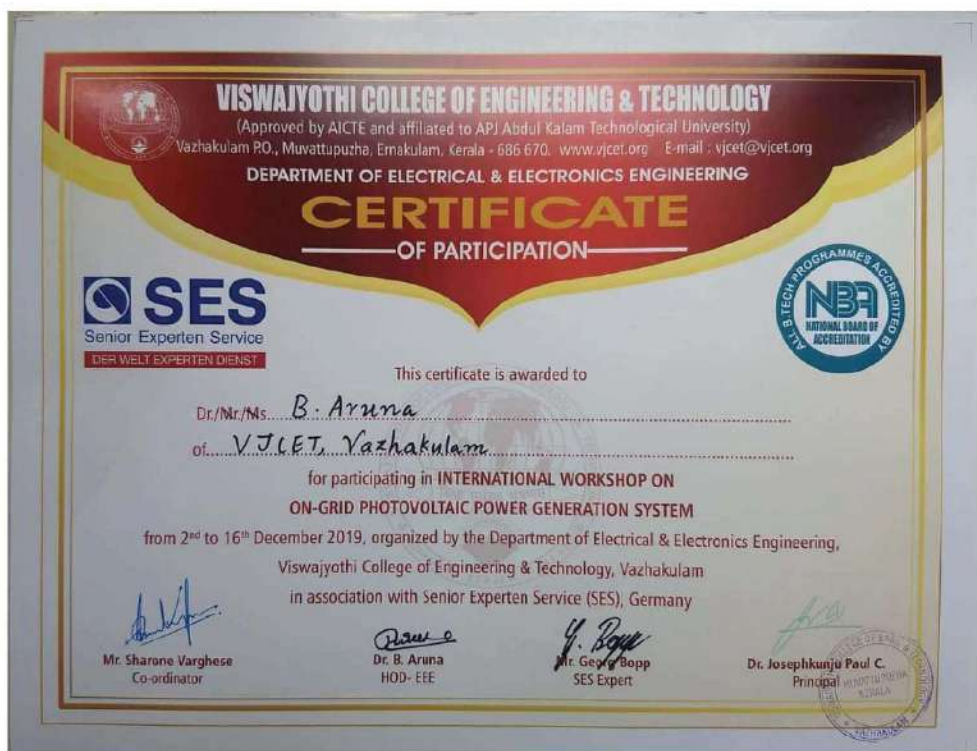 VISWAJYOTHI COLLEGE OF ENGINEERING & TECHNOLOGY
(Approved by AICTE and affiliated to APJ Abdul Kalam Technological University)
Vazhakulam P.O., Muvattupuzha, Ernakulam, Kerala - 686 670. www.vjcet.org E-mail : vjcet@vjcet.org
DEPARTMENT OF ELECTRICAL & ELECTRONICS ENGINEERING
CERTIFICATE
OF PARTICIPATION
SES
Senior Experten Service
DER WELT EXPERTEN DIENST
ALL B-TECH PROGRAMMES ACCREDITED BY
NBA
NATIONAL BOARD OF
ACCREDITATION
This certificate is awarded to
Dr./Mr./Ms. B. Aruna
of VJCET, Vazhakulam
for participating in INTERNATIONAL WORKSHOP ON
ON-GRID PHOTOVOLTAIC POWER GENERATION SYSTEM
from 2nd to 16th December 2019, organized by the Department of Electrical & Electronics Engineering,
Viswajyothi College of Engineering & Technology, Vazhakulam
in association with Senior Experten Service (SES), Germany
G. Bopp
Mr. Sharone Varghese
Co-ordinator
Dr. B. Aruna
HOD- EEE
Mr. Georg Bopp
SES Expert
Dr. Josephkunju Paul C.
Principal
MUVATTUPUZHA
KERALA
VAZHAKULAM